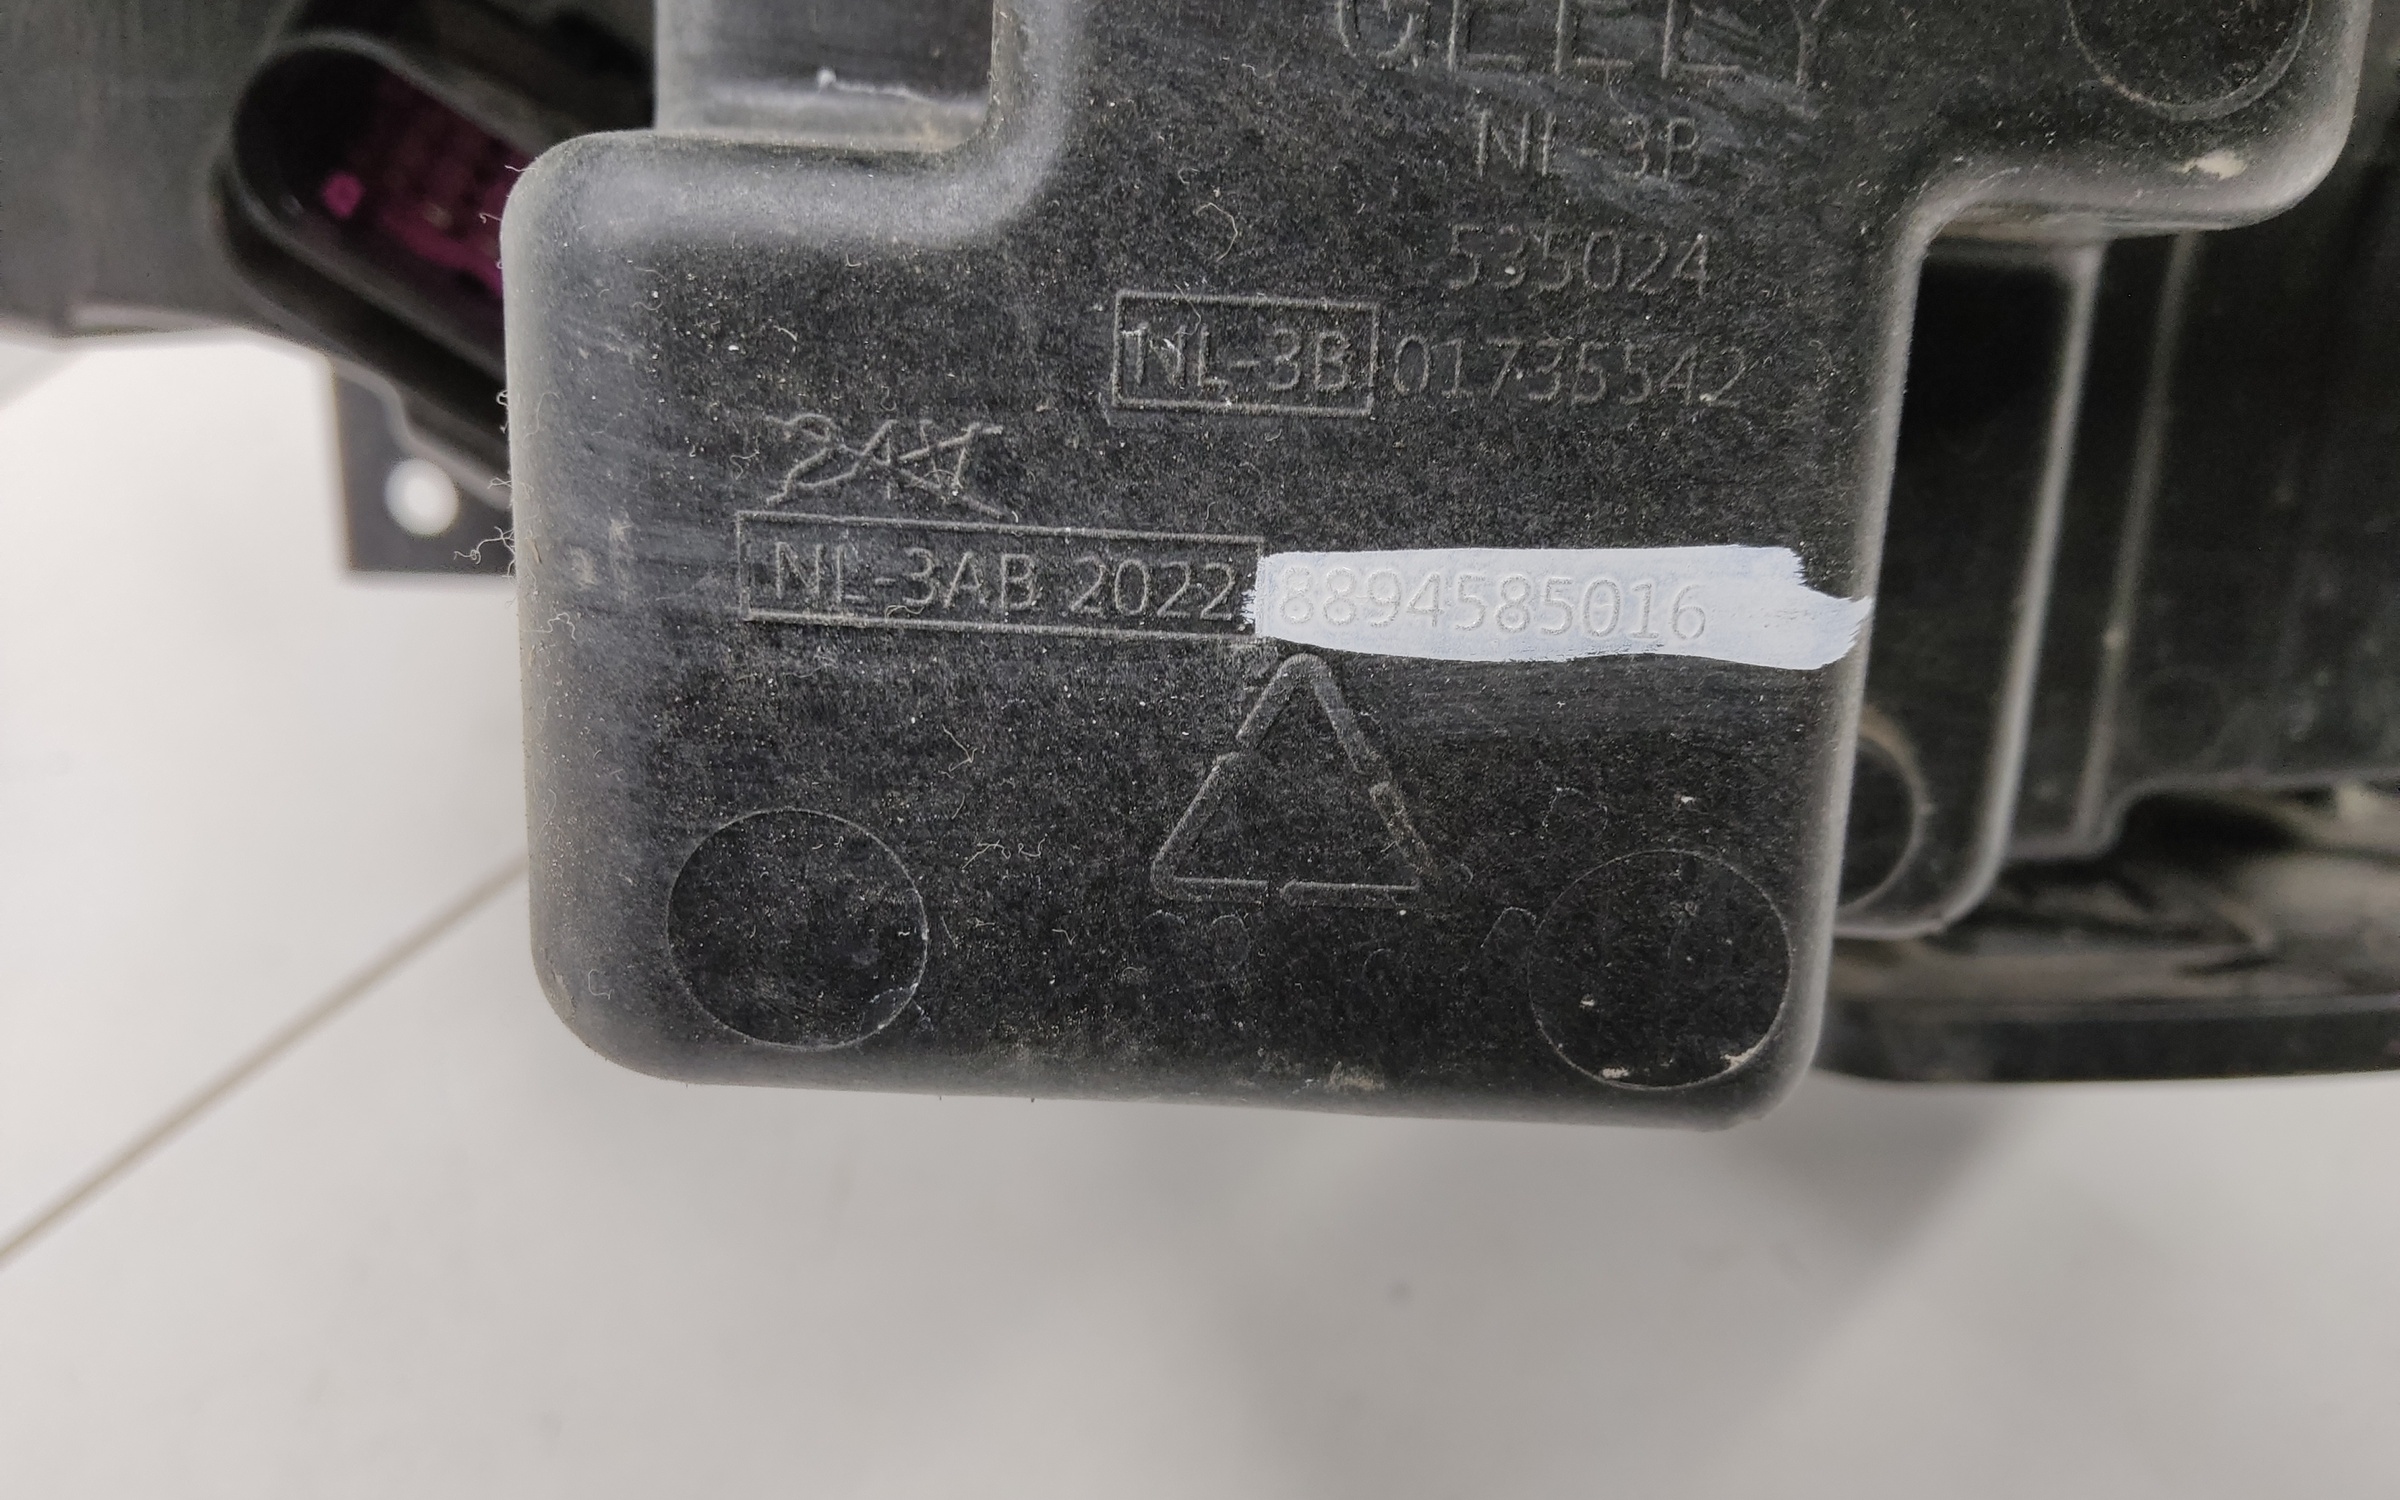 GEELY
NL-3B
535024
NL-3B 01735542
NL-3AB 2022 8894585016